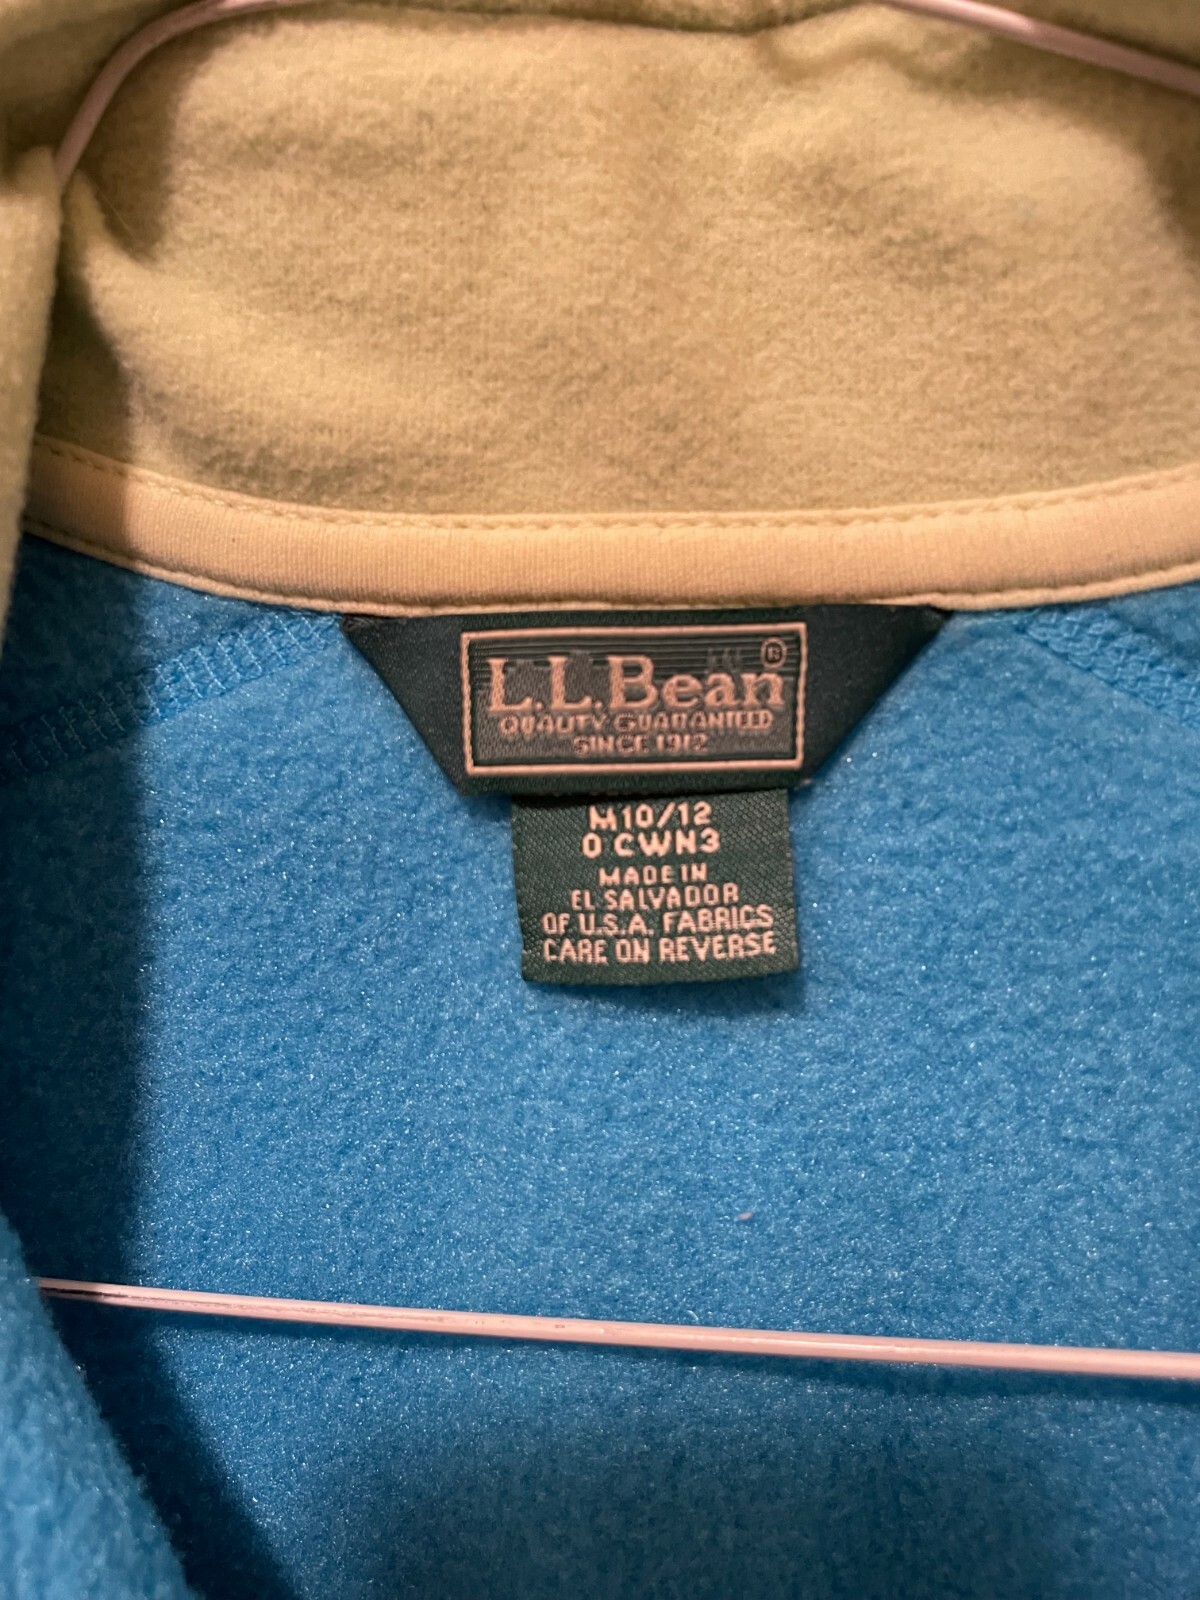 L.L.Bean®
QUALITY GUARANTEED
SINCE 1912
M10/12
0 CWN3
MADE IN
EL SALVADOR
OF U.S.A. FABRICS
CARE ON REVERSE